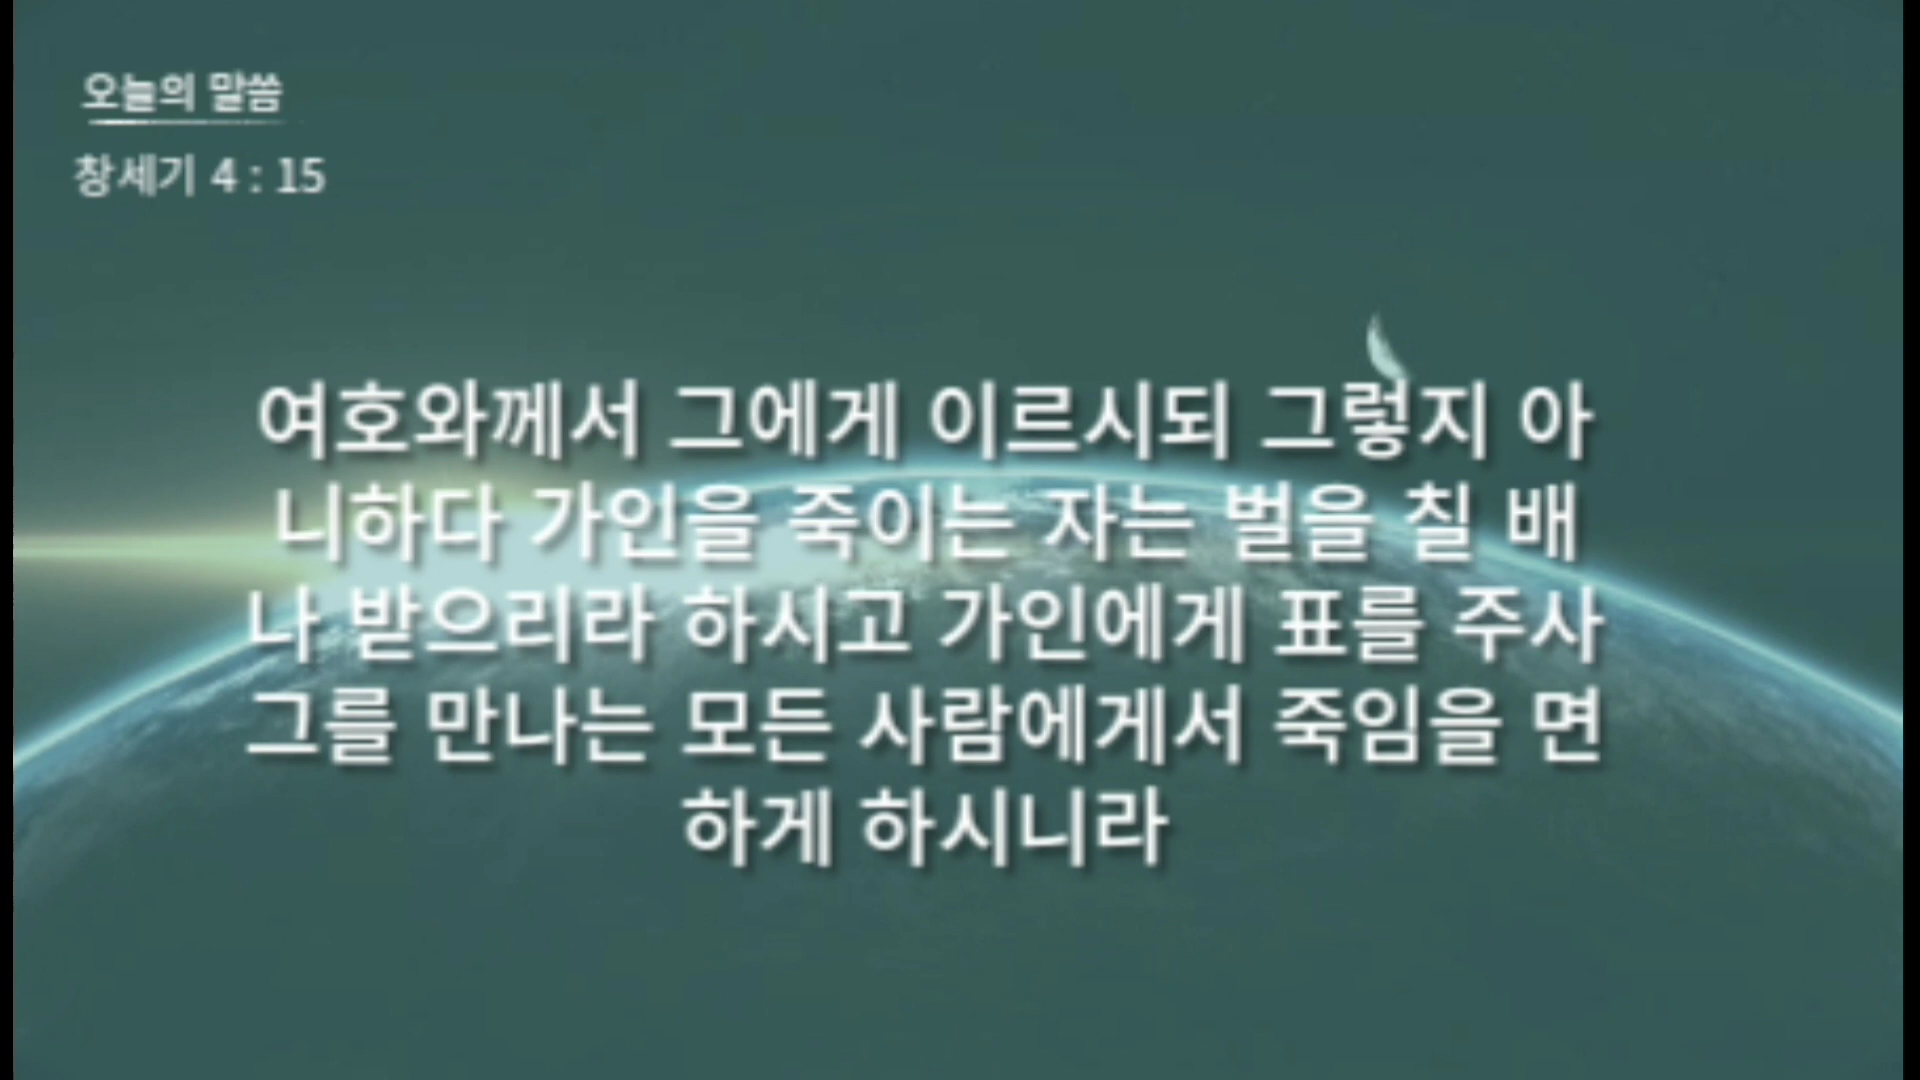 오늘의 말씀
창세기 4 : 15
여호와께서 그에게 이르시되 그렇지 아
니하다 가인을 죽이는 자는 벌을 칠 배
나 받으리라 하시고 가인에게 표를 주사
그를 만나는 모든 사람에게서 죽임을 면
하게 하시니라